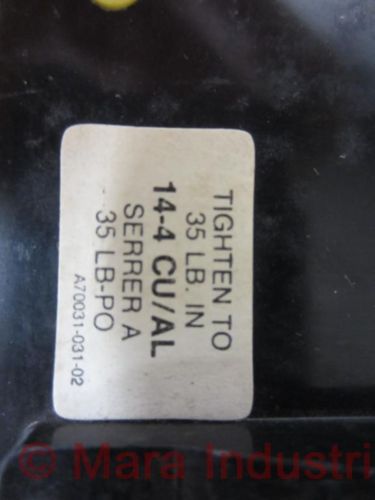 TIGHTEN TO
35 LB. IN
14-4 CU/AL
SERRER A
35 LB-PO
A70031-031-02
© Mara Industri